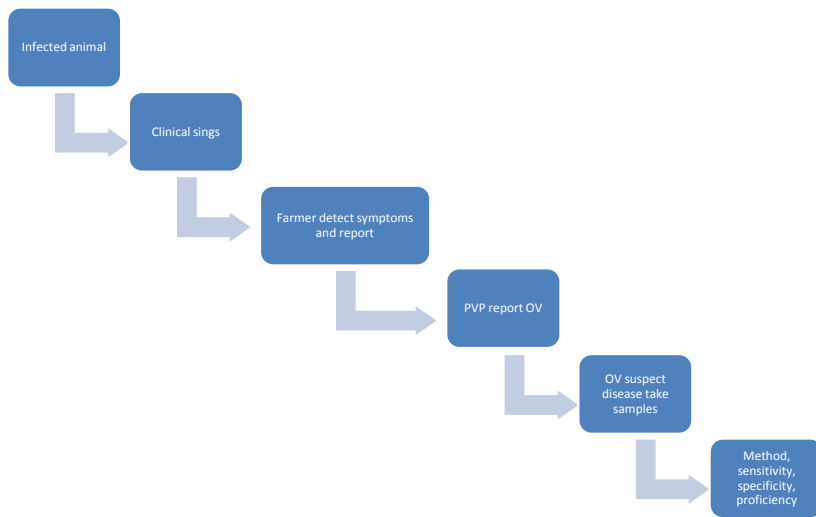 Infected animal
Clinical sings
Farmer detect symptoms
and report
PVP report OV
OV suspect
disease take
samples
Method,
sensitivity,
specificity,
proficiency